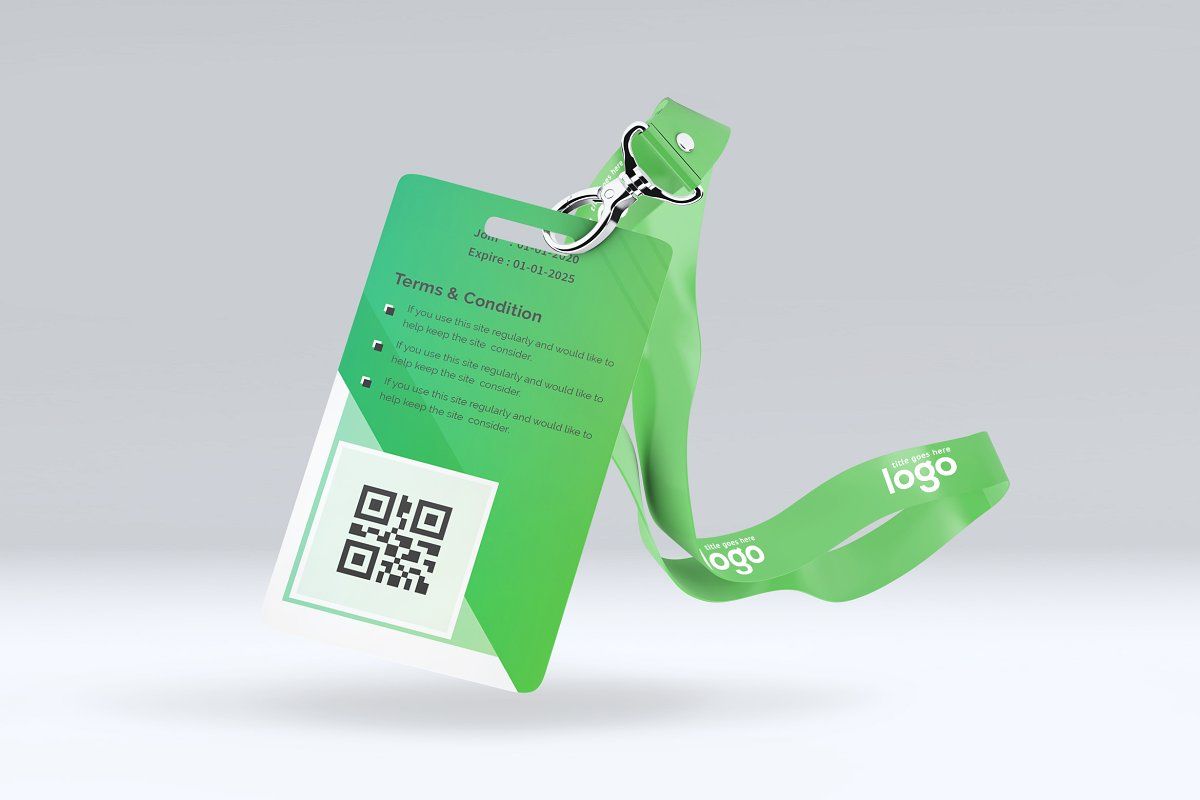 Join : 01-01-2020
Expire : 01-01-2025
Terms & Condition
If you use this site regularly and would like to
help keep the site consider.
If you use this site regularly and would like to
help keep the site consider.
If you use this site regularly and would like to
help keep the site consider.
goes here
title goes here
logo
title goes here
logo